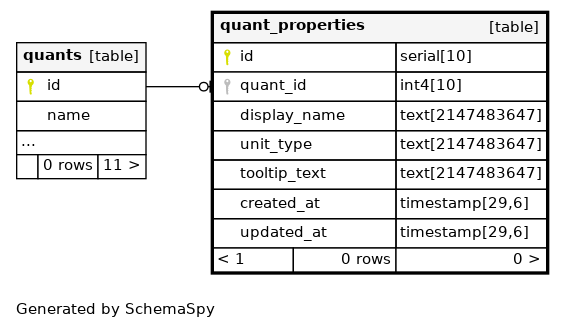 quants [table]
id
name
...
0 rows 11 >
quant_properties [table]
id serial[10]
quant_id int4[10]
display_name text[2147483647]
unit_type text[2147483647]
tooltip_text text[2147483647]
created_at timestamp[29,6]
updated_at timestamp[29,6]
< 1 0 rows 0 >
Generated by SchemaSpy